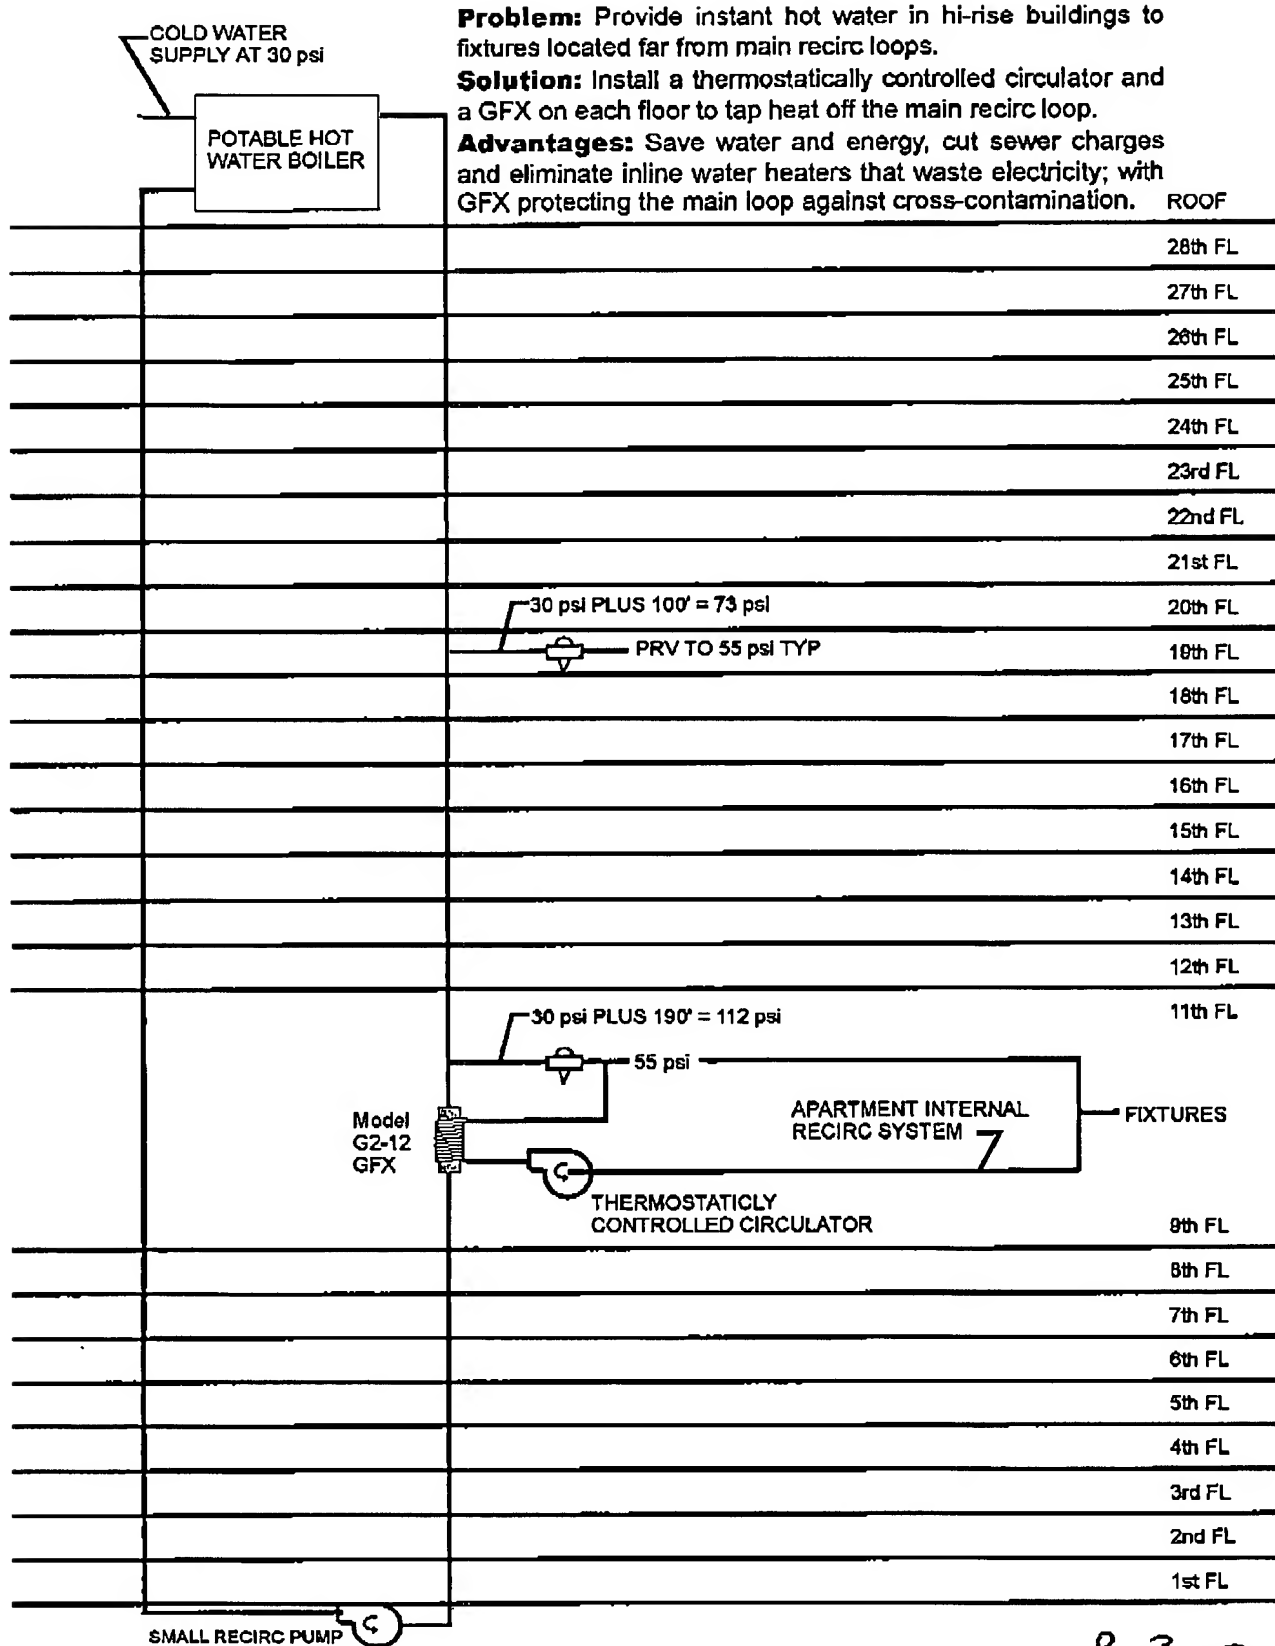 COLD WATER
SUPPLY AT 30 psi
POTABLE HOT
WATER BOILER
Problem: Provide instant hot water in hi-rise buildings to
fixtures located far from main recirc loops.
Solution: Install a thermostatically controlled circulator and
a GFX on each floor to tap heat off the main recirc loop.
Advantages: Save water and energy, cut sewer charges
and eliminate inline water heaters that waste electricity; with
GFX protecting the main loop against cross-contamination.
ROOF
28th FL
27th FL
26th FL
25th FL
24th FL
23rd FL
22nd FL
21st FL
30 psi PLUS 100' = 73 psi
20th FL
PRV TO 55 psi TYP
19th FL
18th FL
17th FL
16th FL
15th FL
14th FL
13th FL
12th FL
11th FL
30 psi PLUS 190' = 112 psi
55 psi
Model
G2-12
GFX
APARTMENT INTERNAL
RECIRC SYSTEM
FIXTURES
THERMOSTATICLY
CONTROLLED CIRCULATOR
9th FL
8th FL
7th FL
6th FL
5th FL
4th FL
3rd FL
2nd FL
1st FL
SMALL RECIRC PUMP